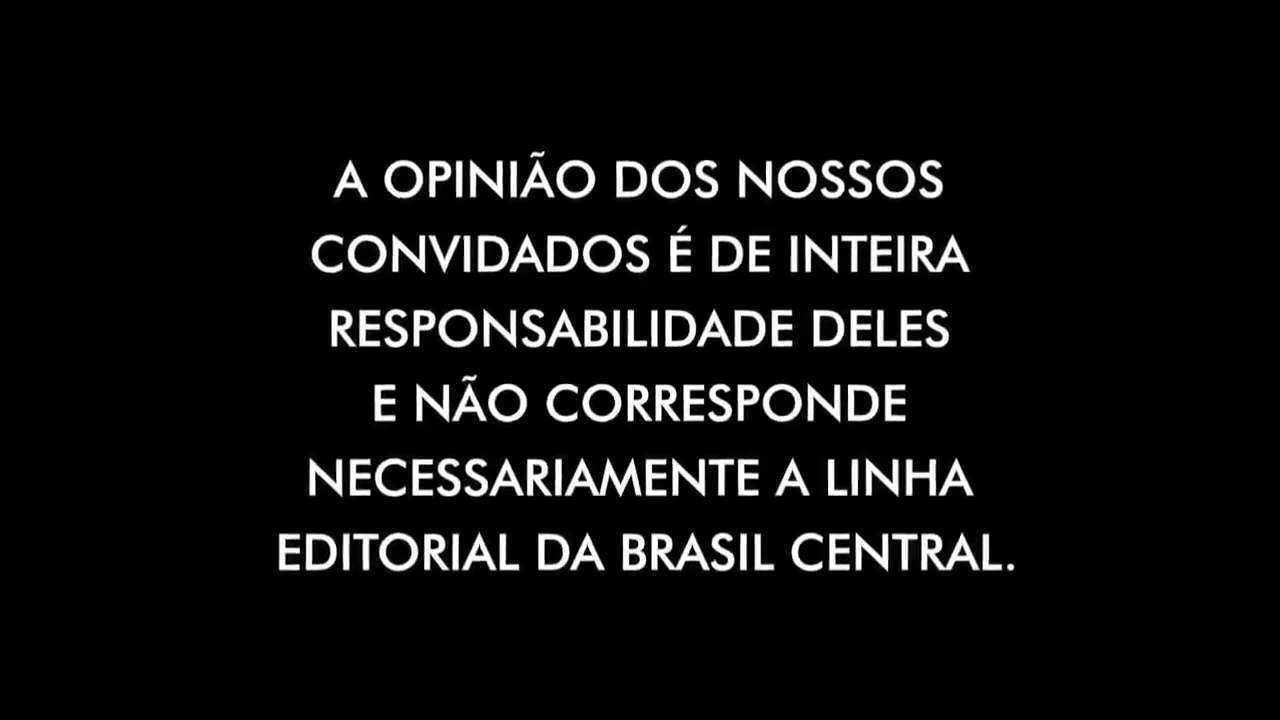 A OPINIÃO DOS NOSSOS
CONVIDADOS É DE INTEIRA
RESPONSABILIDADE DELES
E NÃO CORRESPONDE
NECESSARIAMENTE A LINHA
EDITORIAL DA BRASIL CENTRAL.